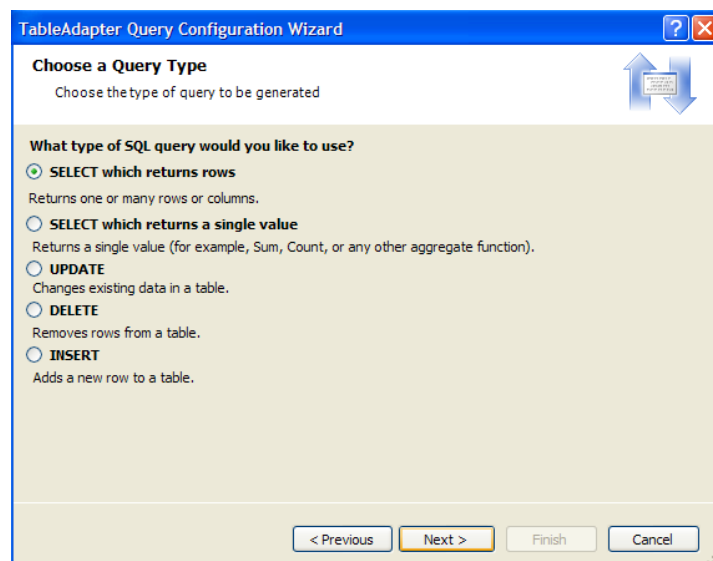 TableAdapter Query Configuration Wizard
Choose a Query Type
Choose the type of query to be generated
What type of SQL query would you like to use?
SELECT which returns rows
Returns one or many rows or columns.
SELECT which returns a single value
Returns a single value (for example, Sum, Count, or any other aggregate function).
UPDATE
Changes existing data in a table.
DELETE
Removes rows from a table.
INSERT
Adds a new row to a table.
< Previous Next > Finish Cancel